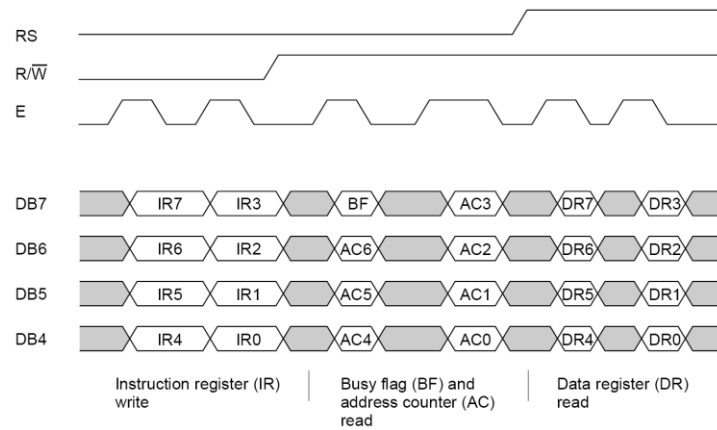 RS
R/W̅
E
DB7 IR7 IR3 BF AC3 DR7 DR3
DB6 IR6 IR2 AC6 AC2 DR6 DR2
DB5 IR5 IR1 AC5 AC1 DR5 DR1
DB4 IR4 IR0 AC4 AC0 DR4 DR0
Instruction register (IR)
write
Busy flag (BF) and
address counter (AC)
read
Data register (DR)
read